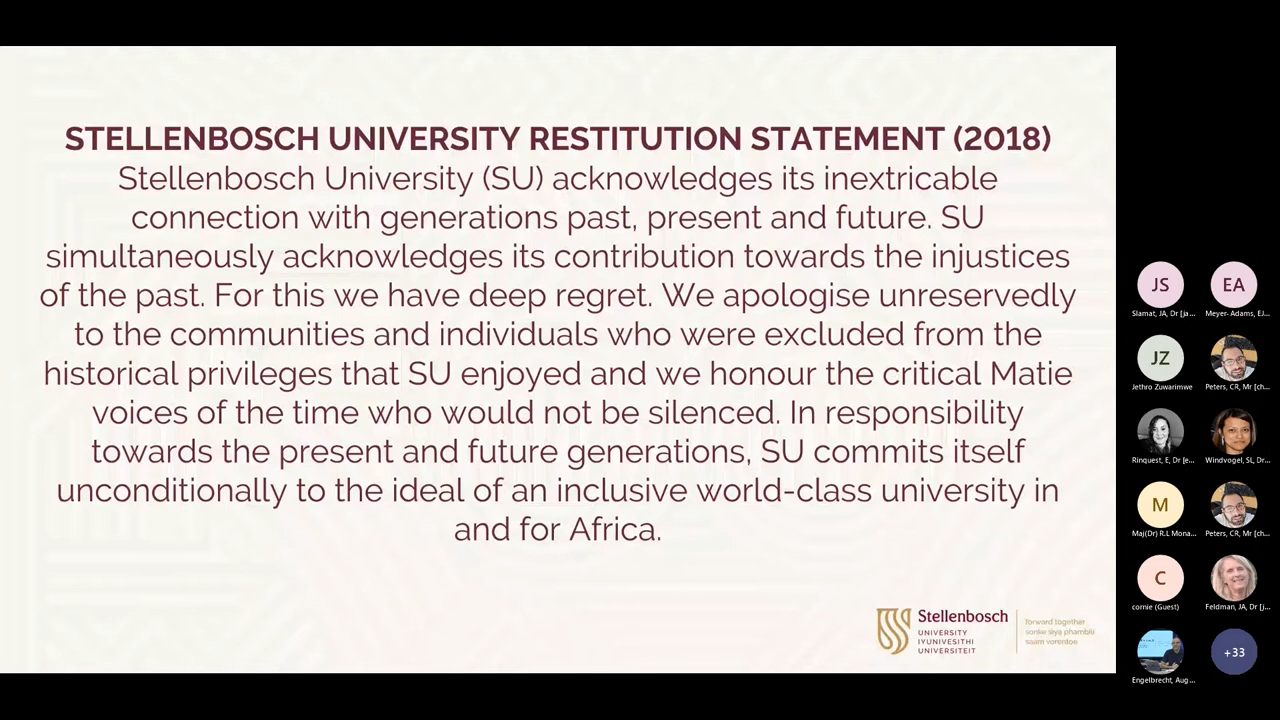 STELLENBOSCH UNIVERSITY RESTITUTION STATEMENT (2018)
Stellenbosch University (SU) acknowledges its inextricable
connection with generations past, present and future. SU
simultaneously acknowledges its contribution towards the injustices
of the past. For this we have deep regret. We apologise unreservedly
to the communities and individuals who were excluded from the
historical privileges that SU enjoyed and we honour the critical Matie
voices of the time who would not be silenced. In responsibility
towards the present and future generations, SU commits itself
unconditionally to the ideal of an inclusive world-class university in
and for Africa.
Stellenbosch
UNIVERSITY
IYUNIVESITHI
UNIVERSITEIT
forward together
sonke siya phambili
saam vorentoe
JS
EA
Slamat, JA, Dr [ja...
Meyer- Adams, EJ...
JZ
Jethro Zuwarimwe
Peters, CR, Mr [ch...
Rinquest, E, Dr [e...
Windvogel, SL, Dr...
M
Maj(Dr) R.L Mona...
Peters, CR, Mr [ch...
C
cornie (Guest)
Feldman, JA, Dr [j...
+33
Engelbrecht, Aug...